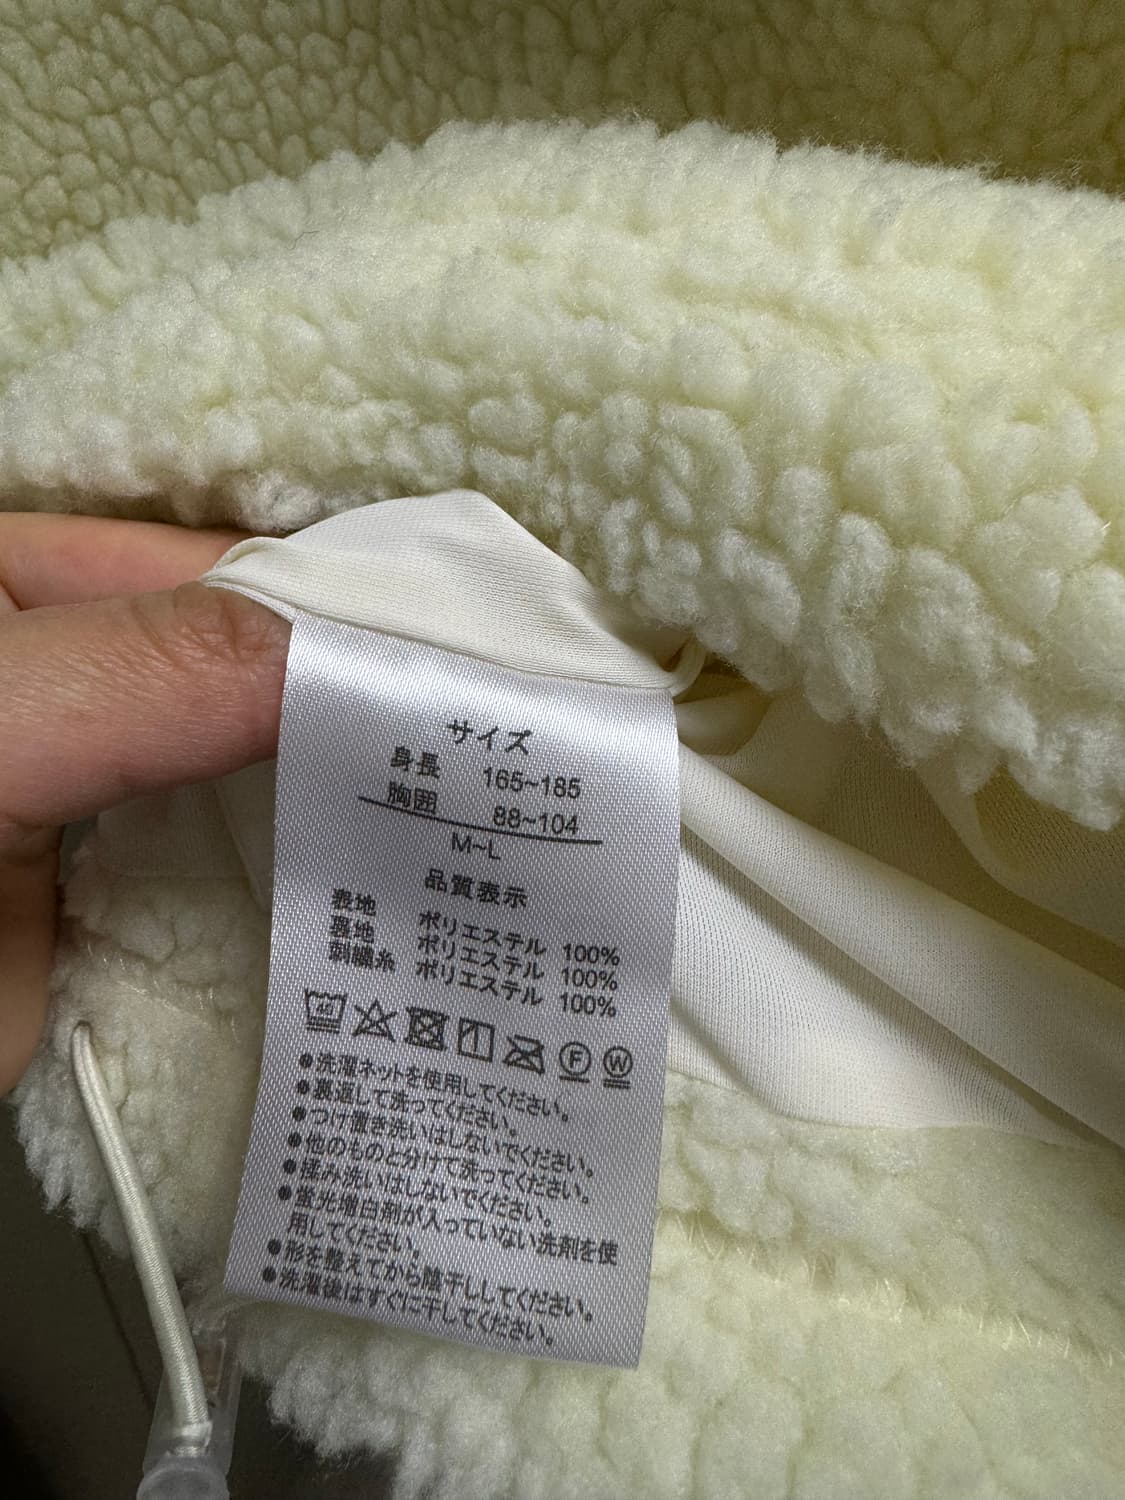 サイズ
身長 165~185
胸囲 88~104
M~L
品質表示
表地 ポリエステル 100%
裏地 ポリエステル 100%
刺繍糸 ポリエステル 100%
40
F W
●洗濯ネットを使用してください。
●裏返して洗ってください。
●つけ置き洗いはしないでください。
●他のものと分けて洗ってください。
●揉み洗いはしないでください。
●蛍光増白剤が入っていない洗剤を使
用してください。
●形を整えてから陰干ししてください。
●洗濯後はすぐに干してください。